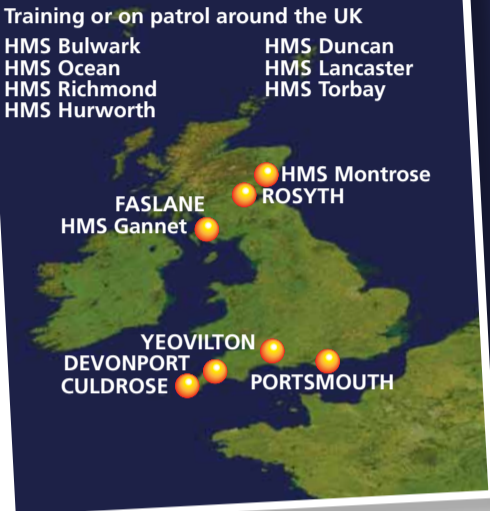 Training or on patrol around the UK
HMS Bulwark
HMS Ocean
HMS Richmond
HMS Hurworth
HMS Duncan
HMS Lancaster
HMS Torbay
HMS Montrose
ROSYTH
FASLANE
HMS Gannet
YEOVILTON
DEVONPORT
CULDROSE
PORTSMOUTH